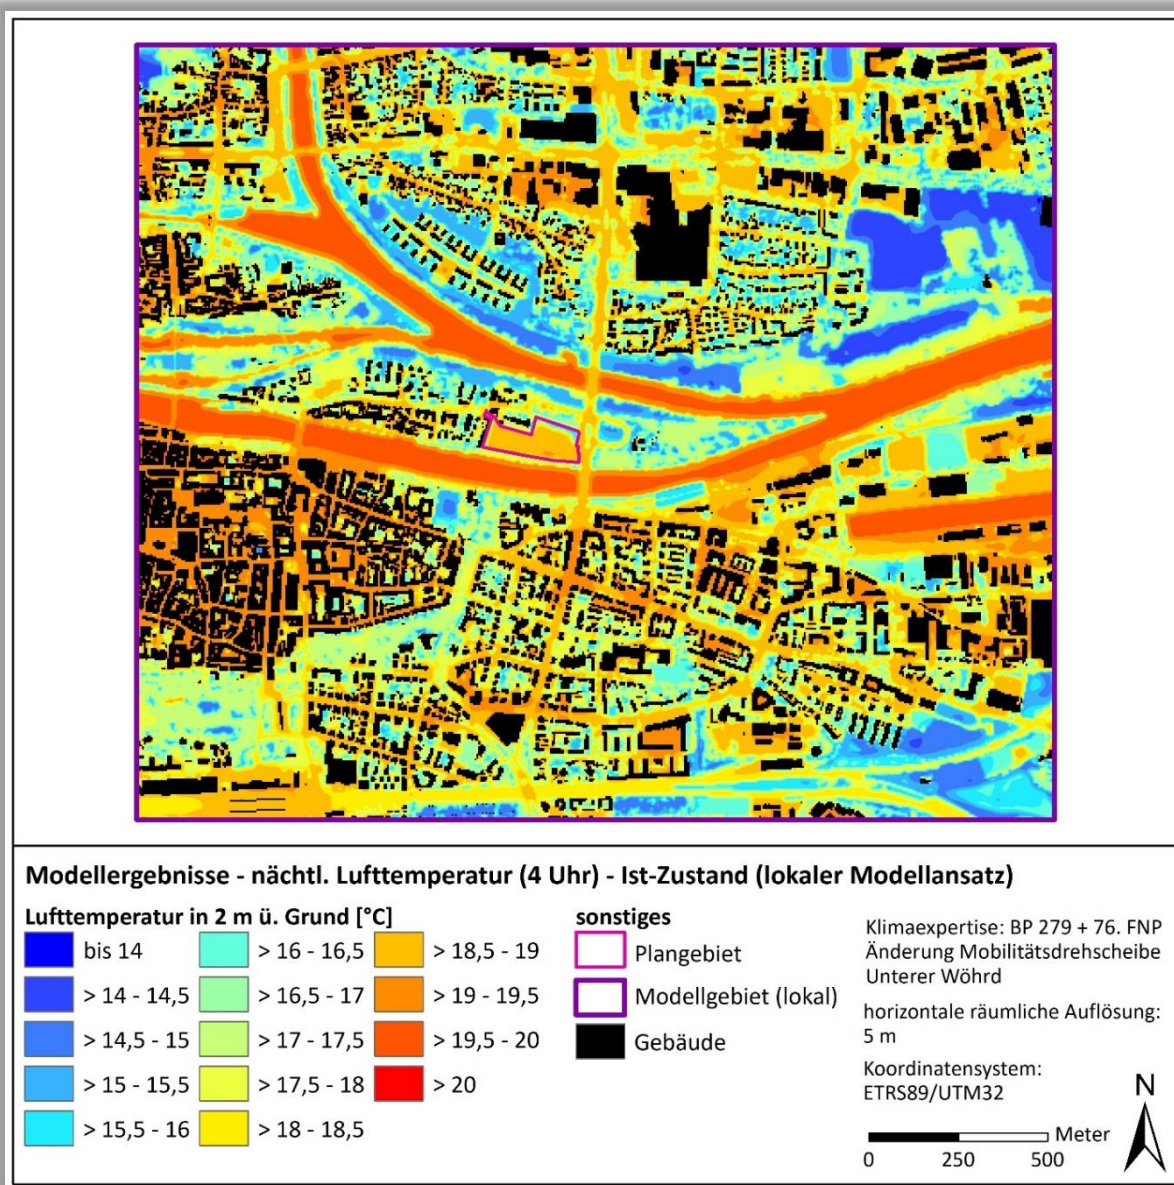 Modellergebnisse - nächtl. Lufttemperatur (4 Uhr) - Ist-Zustand (lokaler Modellansatz)
Lufttemperatur in 2 m ü. Grund [°C]
bis 14
> 14 - 14,5
> 14,5 - 15
> 15 - 15,5
> 15,5 - 16
> 16 - 16,5
> 16,5 - 17
> 17 - 17,5
> 17,5 - 18
> 18 - 18,5
> 18,5 - 19
> 19 - 19,5
> 19,5 - 20
> 20
sonstiges
Plangebiet
Modellgebiet (lokal)
Gebäude
Klimaexpertise: BP 279 + 76. FNP
Änderung Mobilitätsdrehscheibe
Unterer Wöhrd
horizontale räumliche Auflösung:
5 m
Koordinatensystem:
ETRS89/UTM32
Meter
0 250 500
N